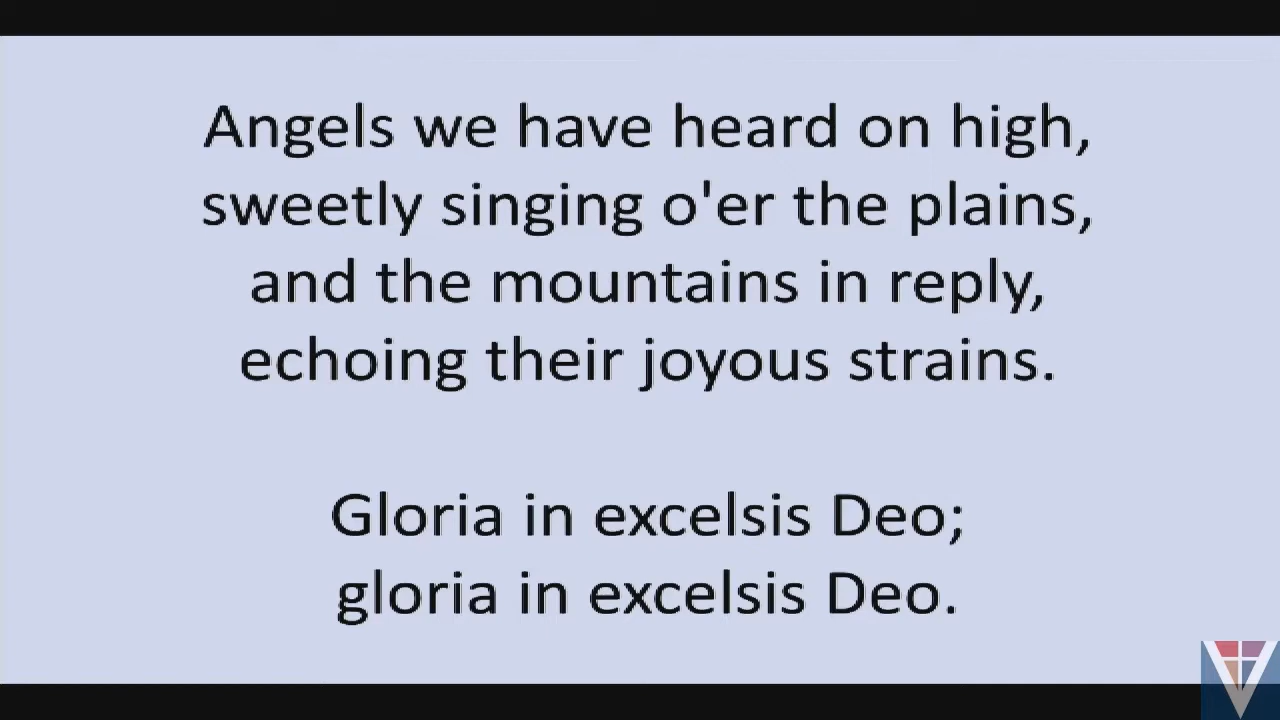 Angels we have heard on high,
sweetly singing o'er the plains,
and the mountains in reply,
echoing their joyous strains.
Gloria in excelsis Deo;
gloria in excelsis Deo.